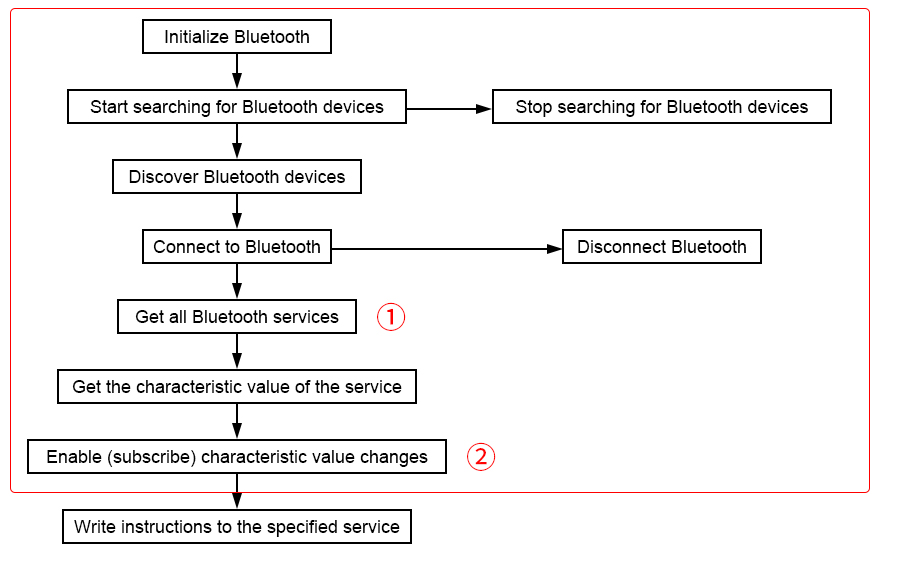 Initialize Bluetooth
Start searching for Bluetooth devices
Stop searching for Bluetooth devices
Discover Bluetooth devices
Connect to Bluetooth
Disconnect Bluetooth
Get all Bluetooth services
①
Get the characteristic value of the service
Enable (subscribe) characteristic value changes
②
Write instructions to the specified service